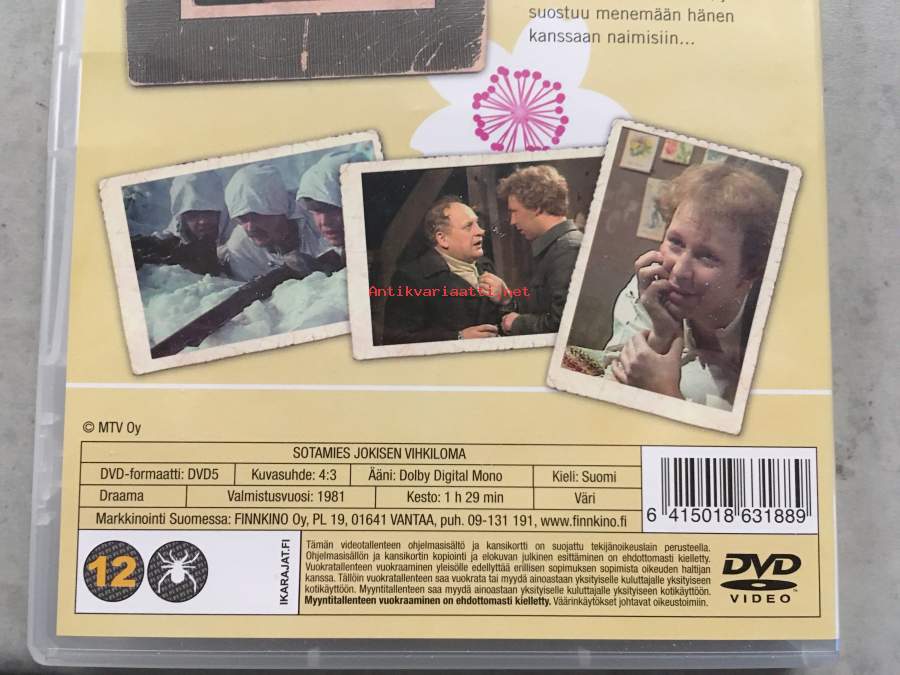 suostuu menemään hänen
kanssaan naimisiin...
Antikvariaatti.net
© MTV Oy
SOTAMIES JOKISEN VIHKILOMA
DVD-formaatti: DVD5 Kuvasuhde: 4:3 Ääni: Dolby Digital Mono Kieli: Suomi
Draama Valmistusvuosi: 1981 Kesto: 1 h 29 min Väri
Markkinointi Suomessa: FINNKINO Oy, PL 19, 01641 VANTAA, puh. 09-131 191, www.finnkino.fi
6 415018 631889
12
IKARAJAT.FI
Tämän videotallenteen ohjelmasisältö ja kansikortti on suojattu tekijänoikeuslain perusteella.
Ohjelmasisällön ja kansikortin kopiointi ja elokuvan julkinen esittäminen on ehdottomasti kielletty.
Vuokratallenteen vuokraaminen yleisölle edellyttää erillisen sopimuksen sopimista oikeuden haltijan
kanssa. Tällöin vuokratallenteen saa vuokrata tai myydä ainoastaan yksityiselle kuluttajalle yksityiseen
kotikäyttöön. Myyntitallenteen saa myydä ainoastaan yksityiselle kuluttajalle yksityiseen kotikäyttöön.
Myyntitallenteen vuokraaminen on ehdottomasti kielletty. Väärinkäytökset johtavat oikeustoimiin.
DVD
VIDEO